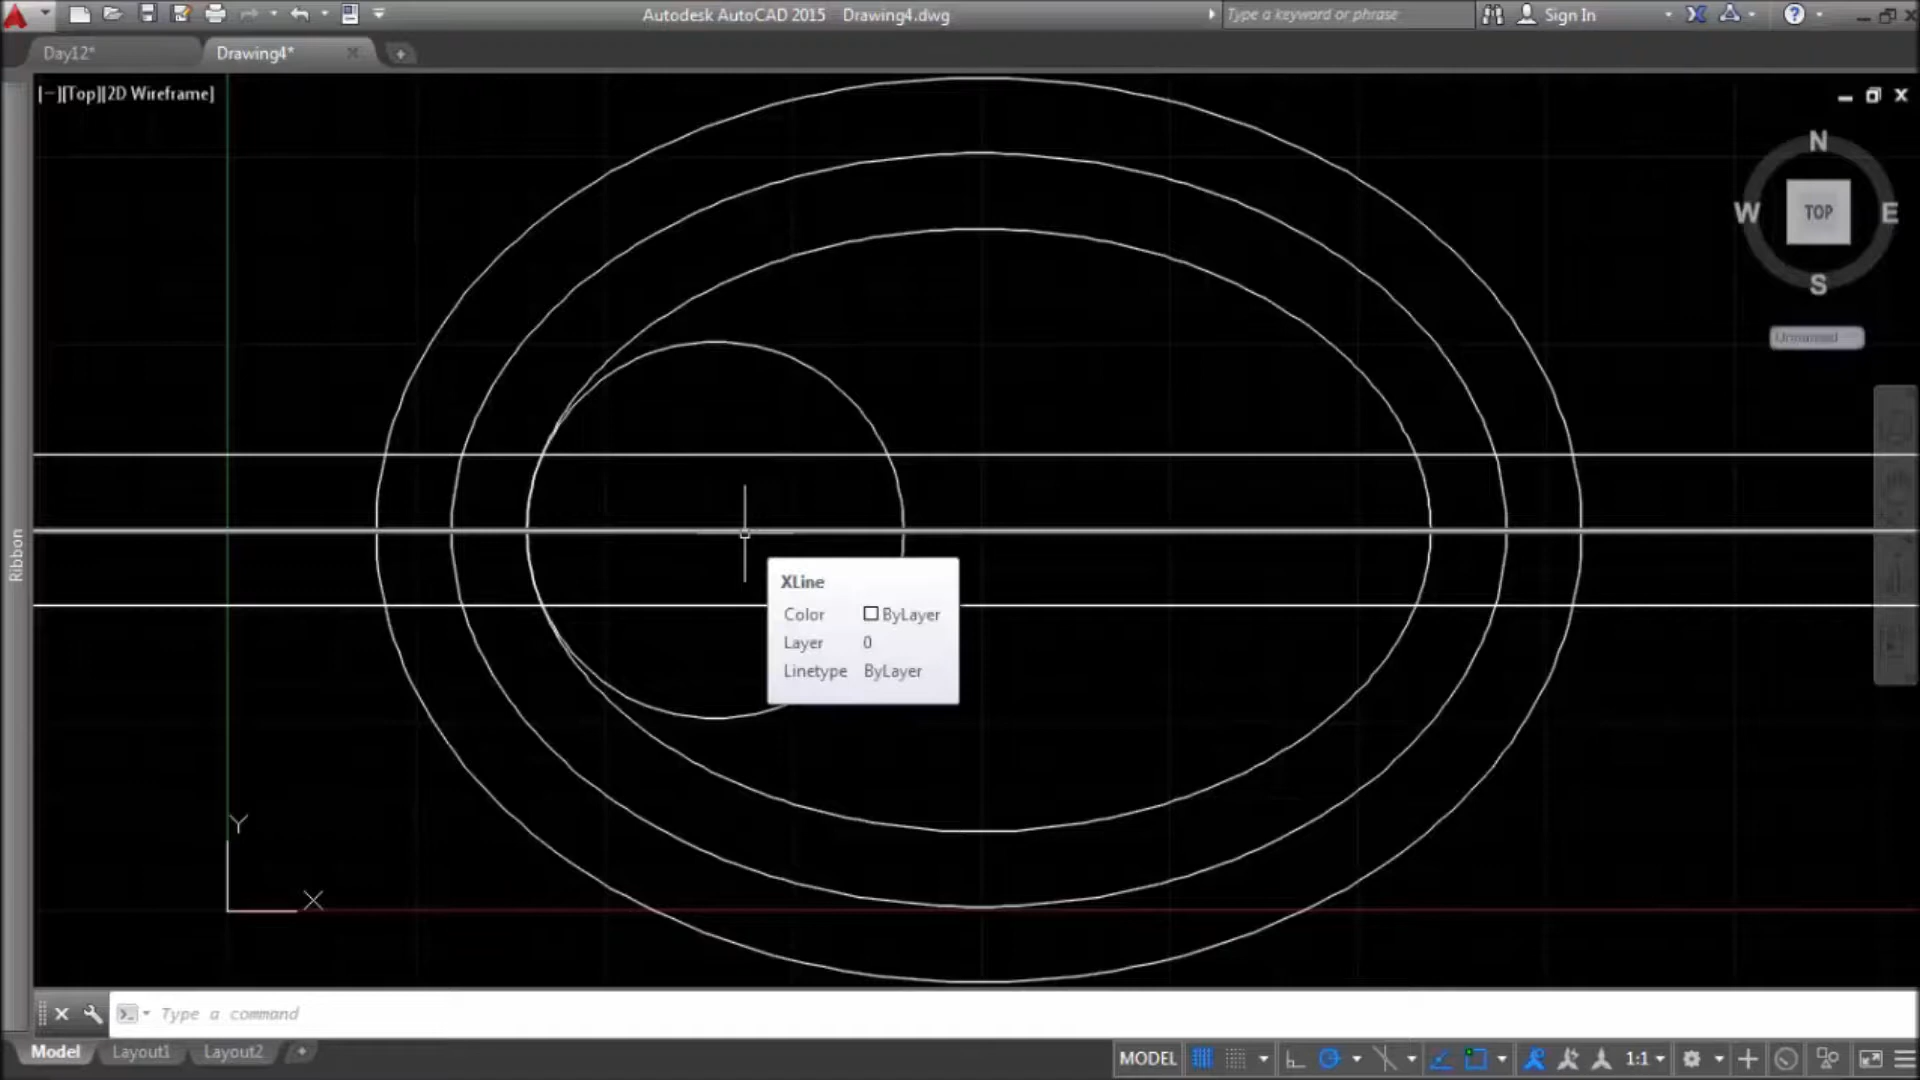 Autodesk AutoCAD 2015 Drawing4.dwg
Type a keyword or phrase
Sign In
Day12*
Drawing4*
[−][Top][2D Wireframe]
N
W TOP E
S
Unnamed
Ribbon
XLine
Color ByLayer
Layer 0
Linetype ByLayer
Y
X
Type a command
Model Layout1 Layout2
MODEL 1:1